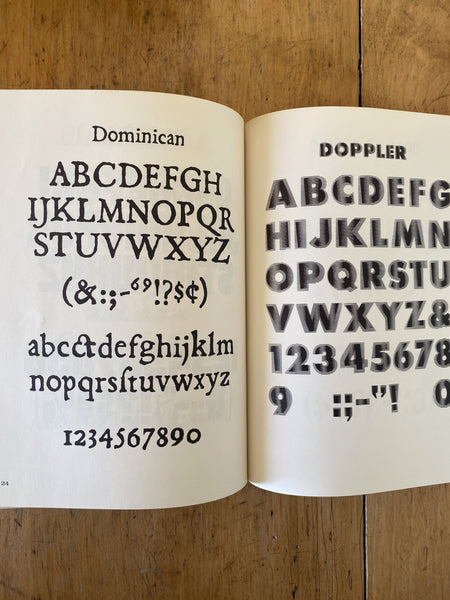 Dominican
ABCDEFGH
IJKLMNOPQR
STUVWXYZ
(&:;-“”!?$¢)
abcctdefghijklm
nopqrsſtuvwxyz
1234567890
24
DOPPLER
ABCDEFG
HIJKLMN
OPQRSTU
VWXYZ&
12345678
9 :;-”! 0